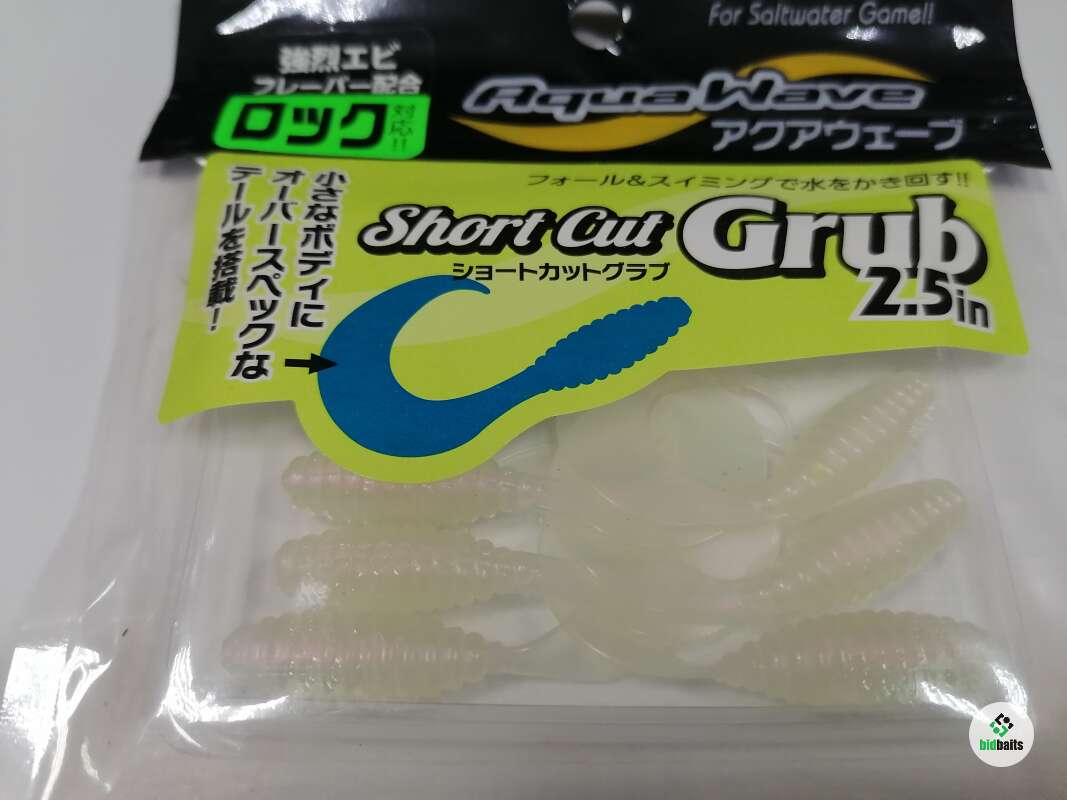 For Saltwater Game!!
強烈エビ
フレーバー配合
ロック対応!!
AquaWave
アクアウェーブ
フォール&スイミングで水をかき回す!!
小さなボディに
オーバースペックな
テールを搭載!
Short Cut Grub
ショートカットグラブ
2.5in
bidbaits